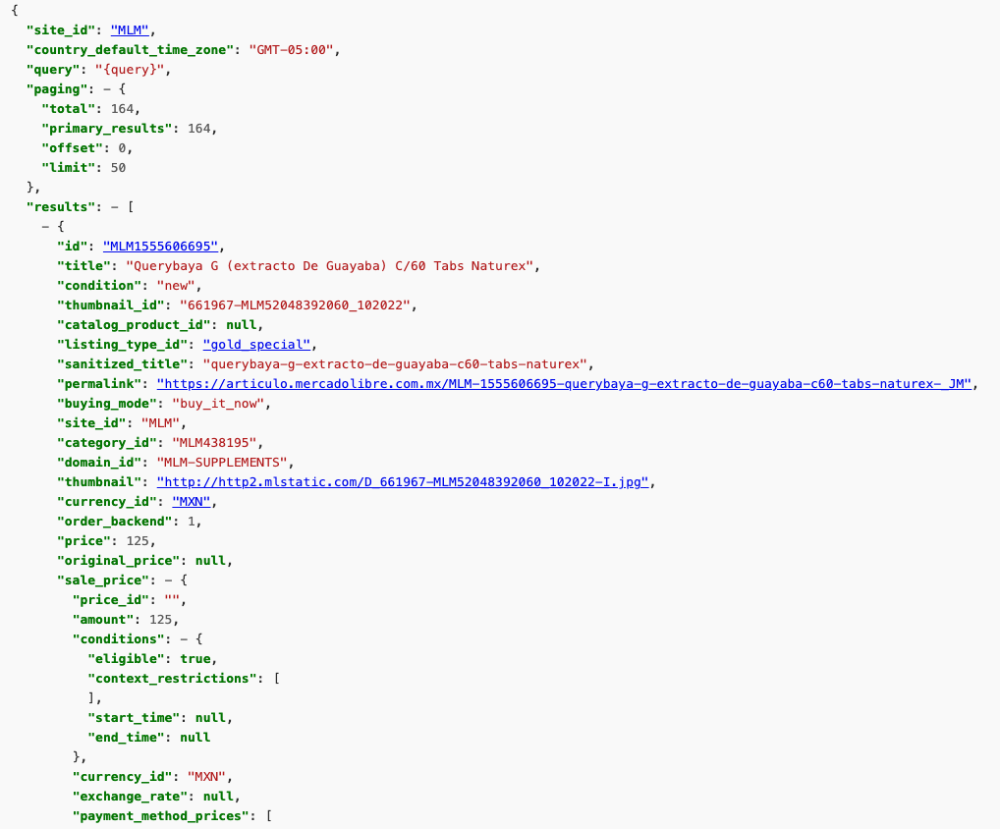 {
"site_id": "MLM",
"country_default_time_zone": "GMT-05:00",
"query": "{query}",
"paging": − {
"total": 164,
"primary_results": 164,
"offset": 0,
"limit": 50
},
"results": − [
− {
"id": "MLM1555606695",
"title": "Querybaya G (extracto De Guayaba) C/60 Tabs Naturex",
"condition": "new",
"thumbnail_id": "661967-MLM52048392060_102022",
"catalog_product_id": null,
"listing_type_id": "gold_special",
"sanitized_title": "querybaya-g-extracto-de-guayaba-c60-tabs-naturex",
"permalink": "https://articulo.mercadolibre.com.mx/MLM-1555606695-querybaya-g-extracto-de-guayaba-c60-tabs-naturex-_JM",
"buying_mode": "buy_it_now",
"site_id": "MLM",
"category_id": "MLM438195",
"domain_id": "MLM-SUPPLEMENTS",
"thumbnail": "http://http2.mlstatic.com/D_661967-MLM52048392060_102022-I.jpg",
"currency_id": "MXN",
"order_backend": 1,
"price": 125,
"original_price": null,
"sale_price": − {
"price_id": "",
"amount": 125,
"conditions": − {
"eligible": true,
"context_restrictions": [
],
"start_time": null,
"end_time": null
},
"currency_id": "MXN",
"exchange_rate": null,
"payment_method_prices": [